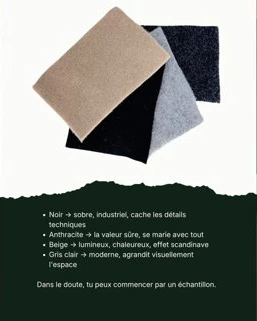 • Noir → sobre, industriel, cache les détails
techniques
• Anthracite → la valeur sûre, se marie avec tout
• Beige → lumineux, chaleureux, effet scandinave
• Gris clair → moderne, agrandit visuellement
l'espace
Dans le doute, tu peux commencer par un échantillon.